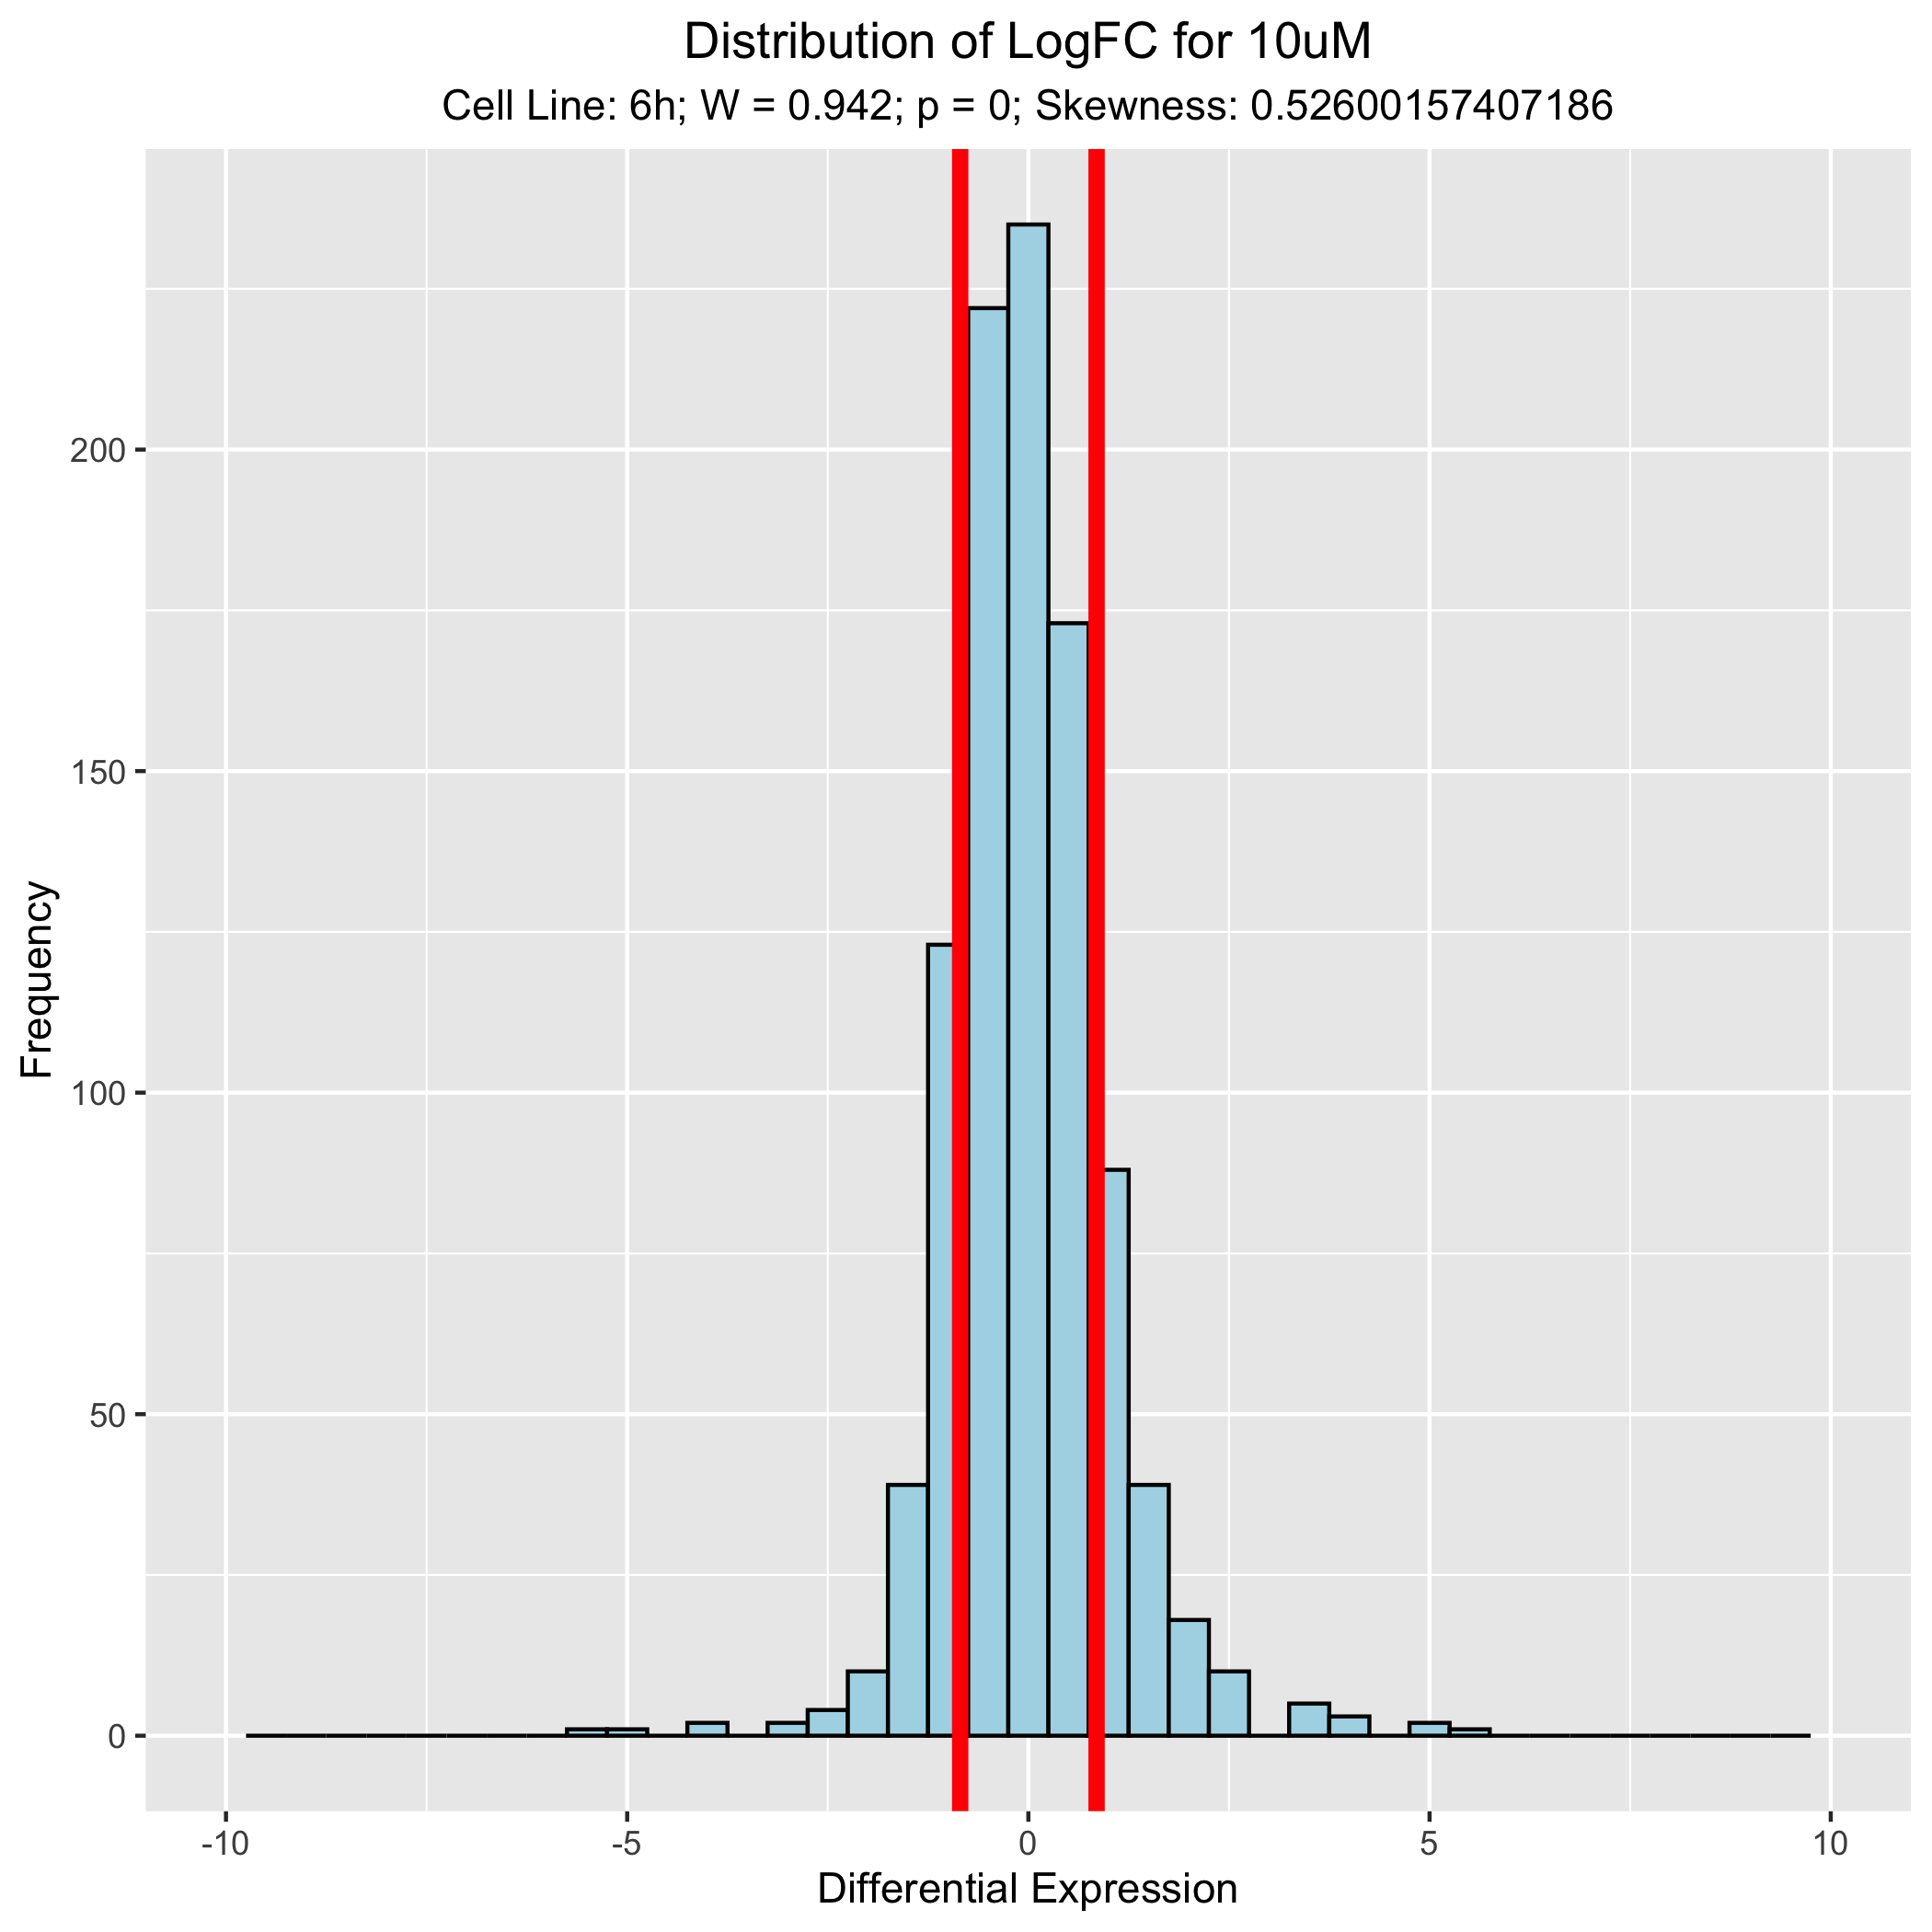 Distribution of LogFC for 10uM
Cell Line: 6h; W = 0.942; p = 0; Skewness: 0.52600157407186
Frequency
200
150
100
50
0
-10
-5
0
5
10
Differential Expression